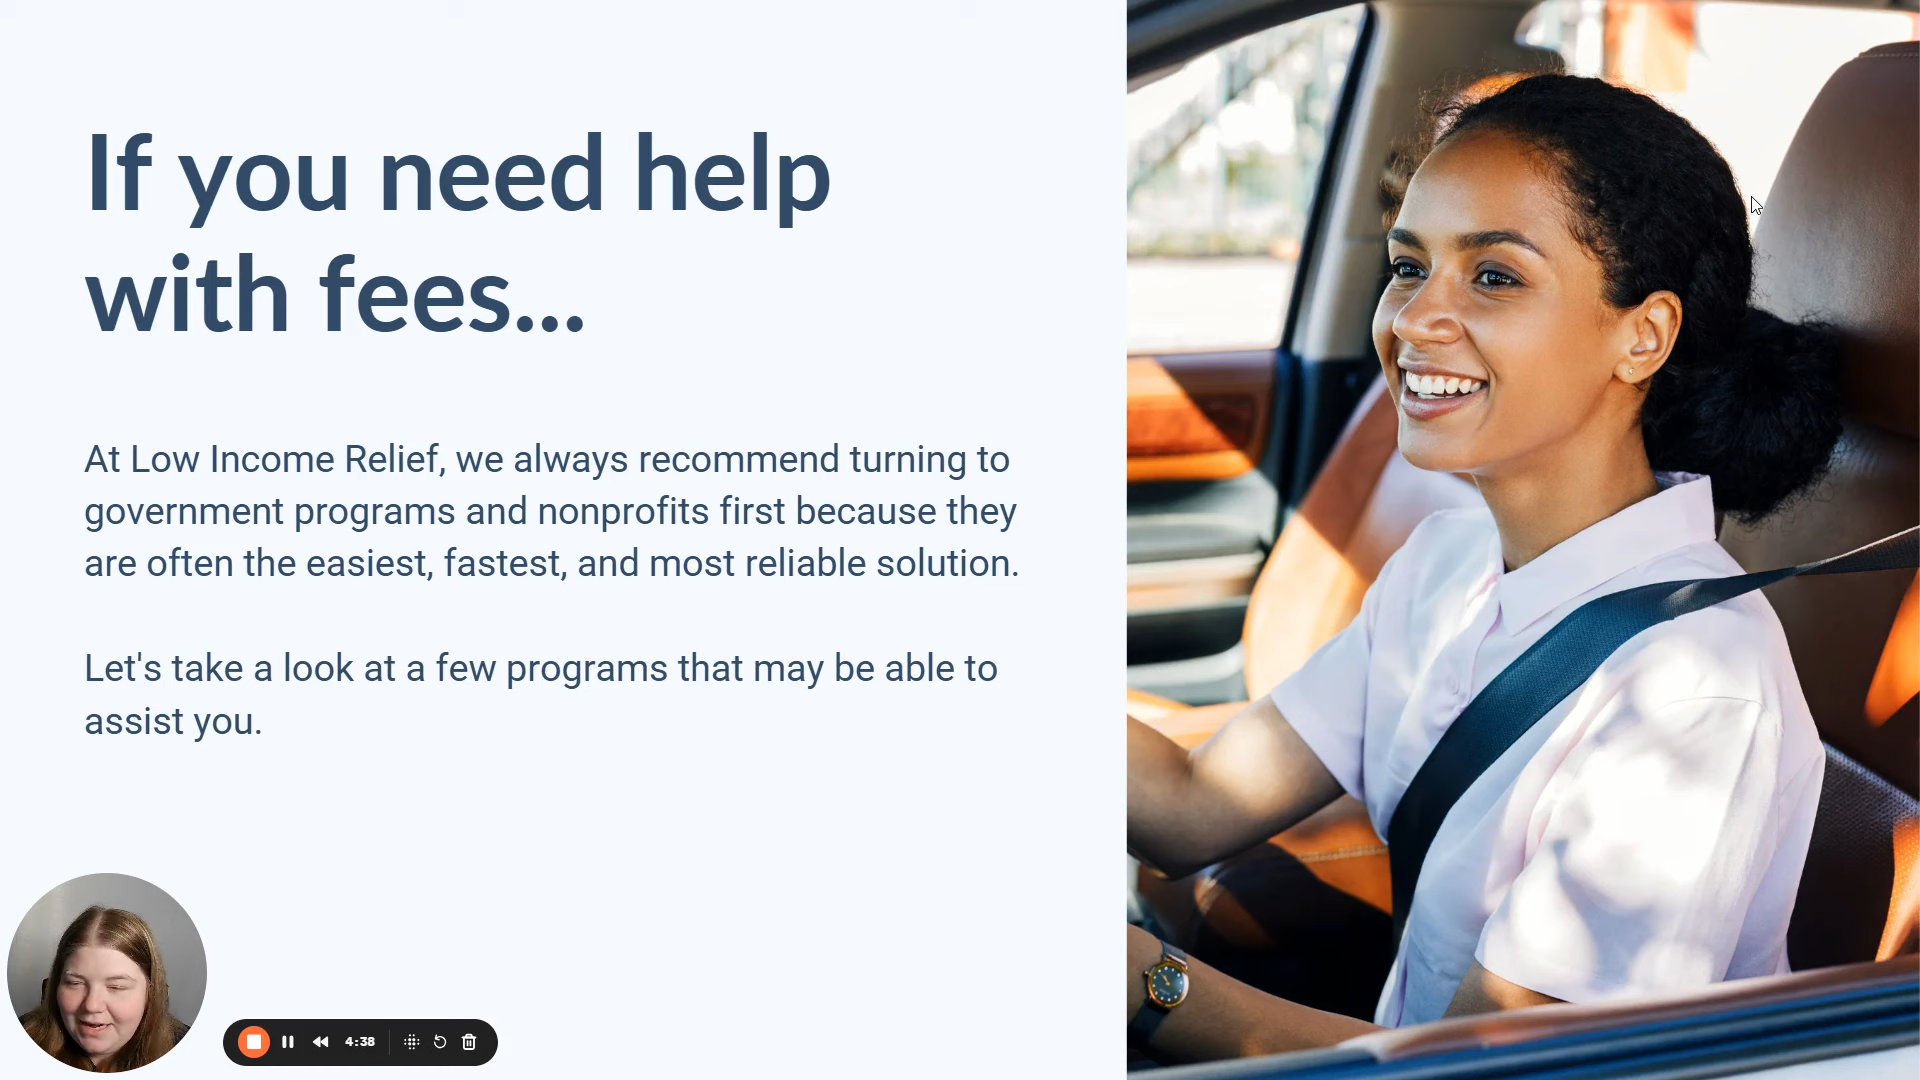 If you need help
with fees...
At Low Income Relief, we always recommend turning to
government programs and nonprofits first because they
are often the easiest, fastest, and most reliable solution.
Let's take a look at a few programs that may be able to
assist you.
4:38